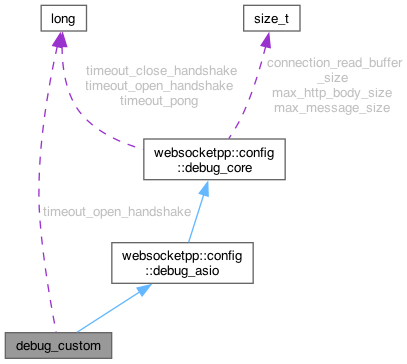 long
size_t
timeout_close_handshake
timeout_open_handshake
timeout_pong
connection_read_buffer
_size
max_http_body_size
max_message_size
websocketpp::config
::debug_core
timeout_open_handshake
websocketpp::config
::debug_asio
debug_custom